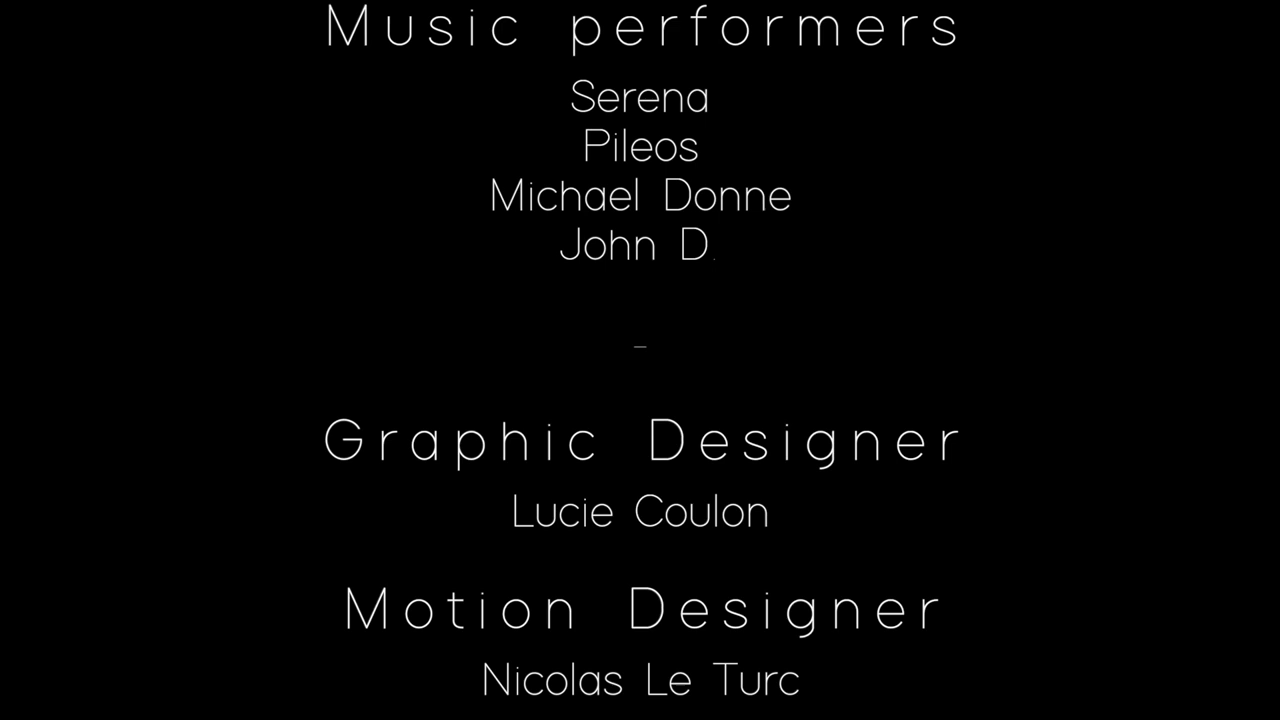 Music performers
Serena
Pileos
Michael Donne
John D.
-
Graphic Designer
Lucie Coulon
Motion Designer
Nicolas Le Turc